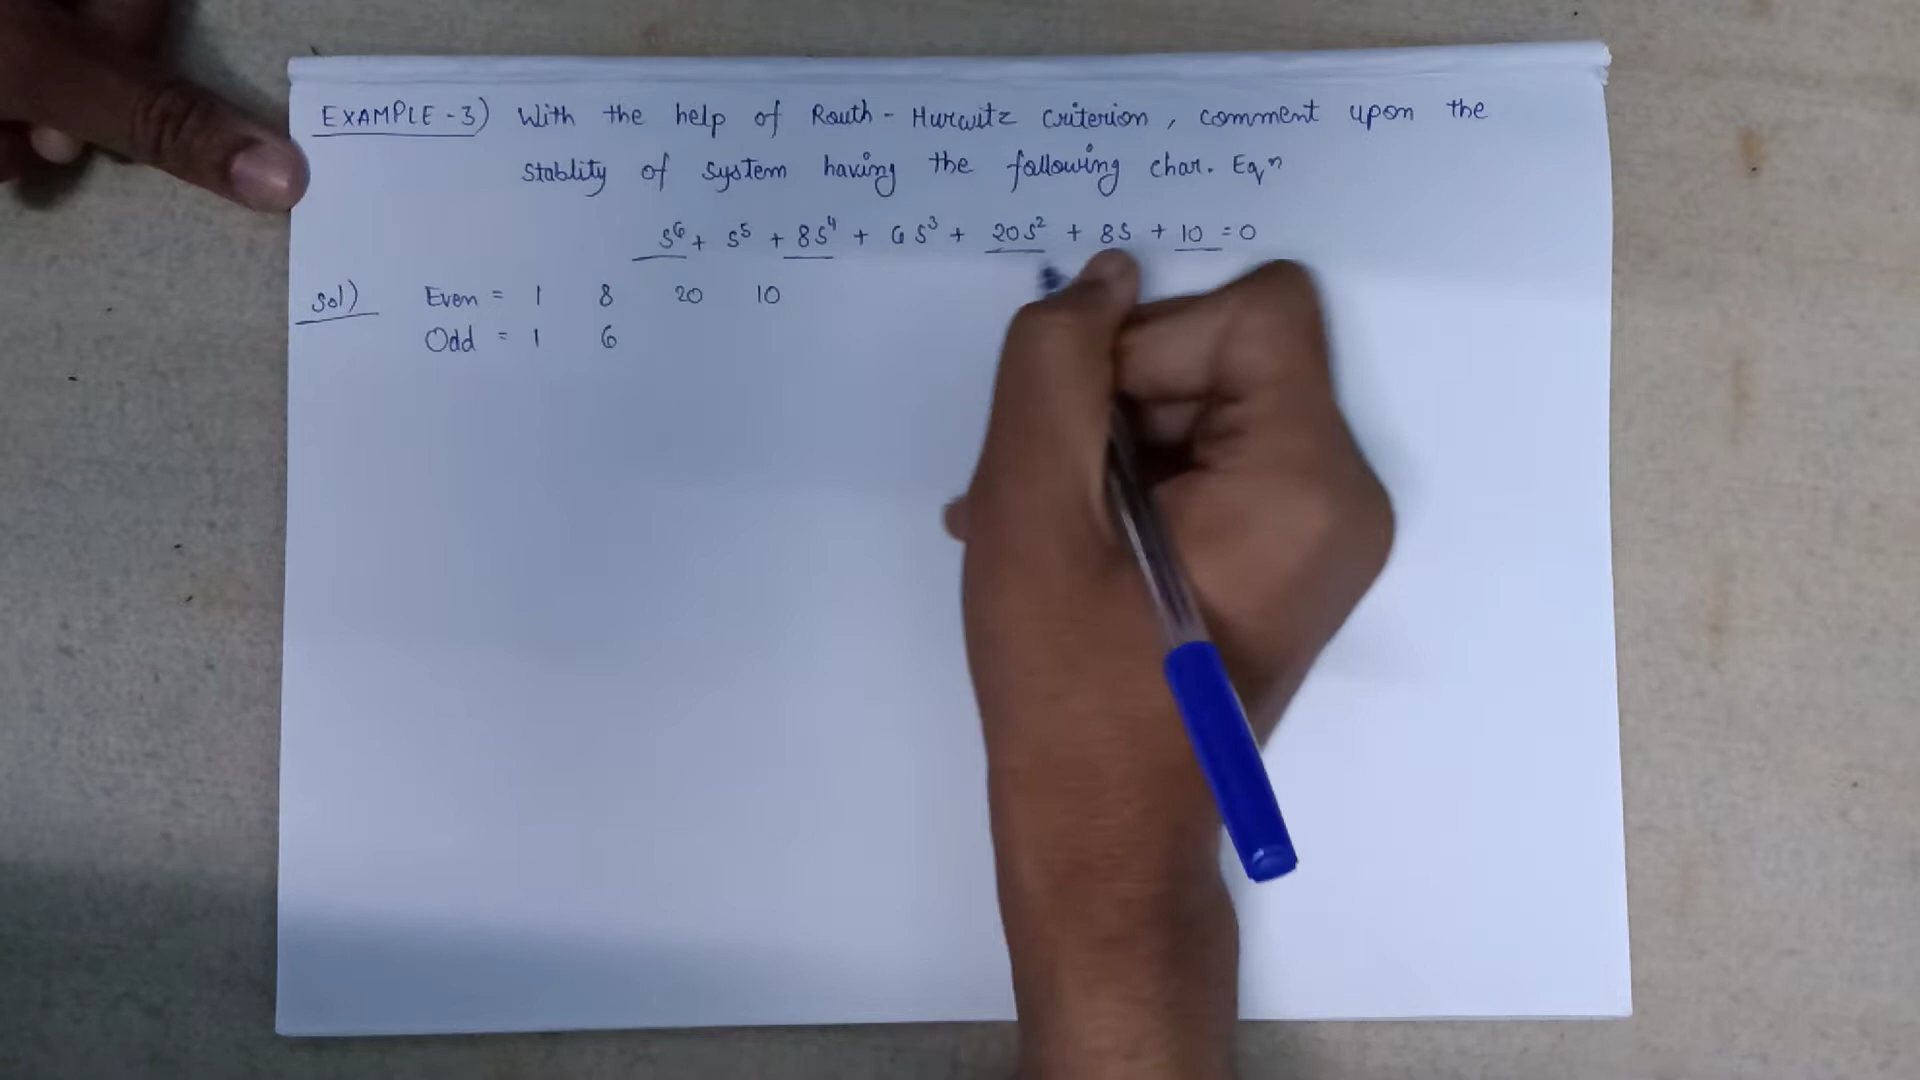 EXAMPLE-3) With the help of Routh - Hurwitz criterion, comment upon the
stablity of system having the following char. Eqⁿ
s⁶ + s⁵ + 8s⁴ + 6s³ + 20s² + 8s + 10 = 0
Sol) Even = 1 8 20 10
Odd = 1 6